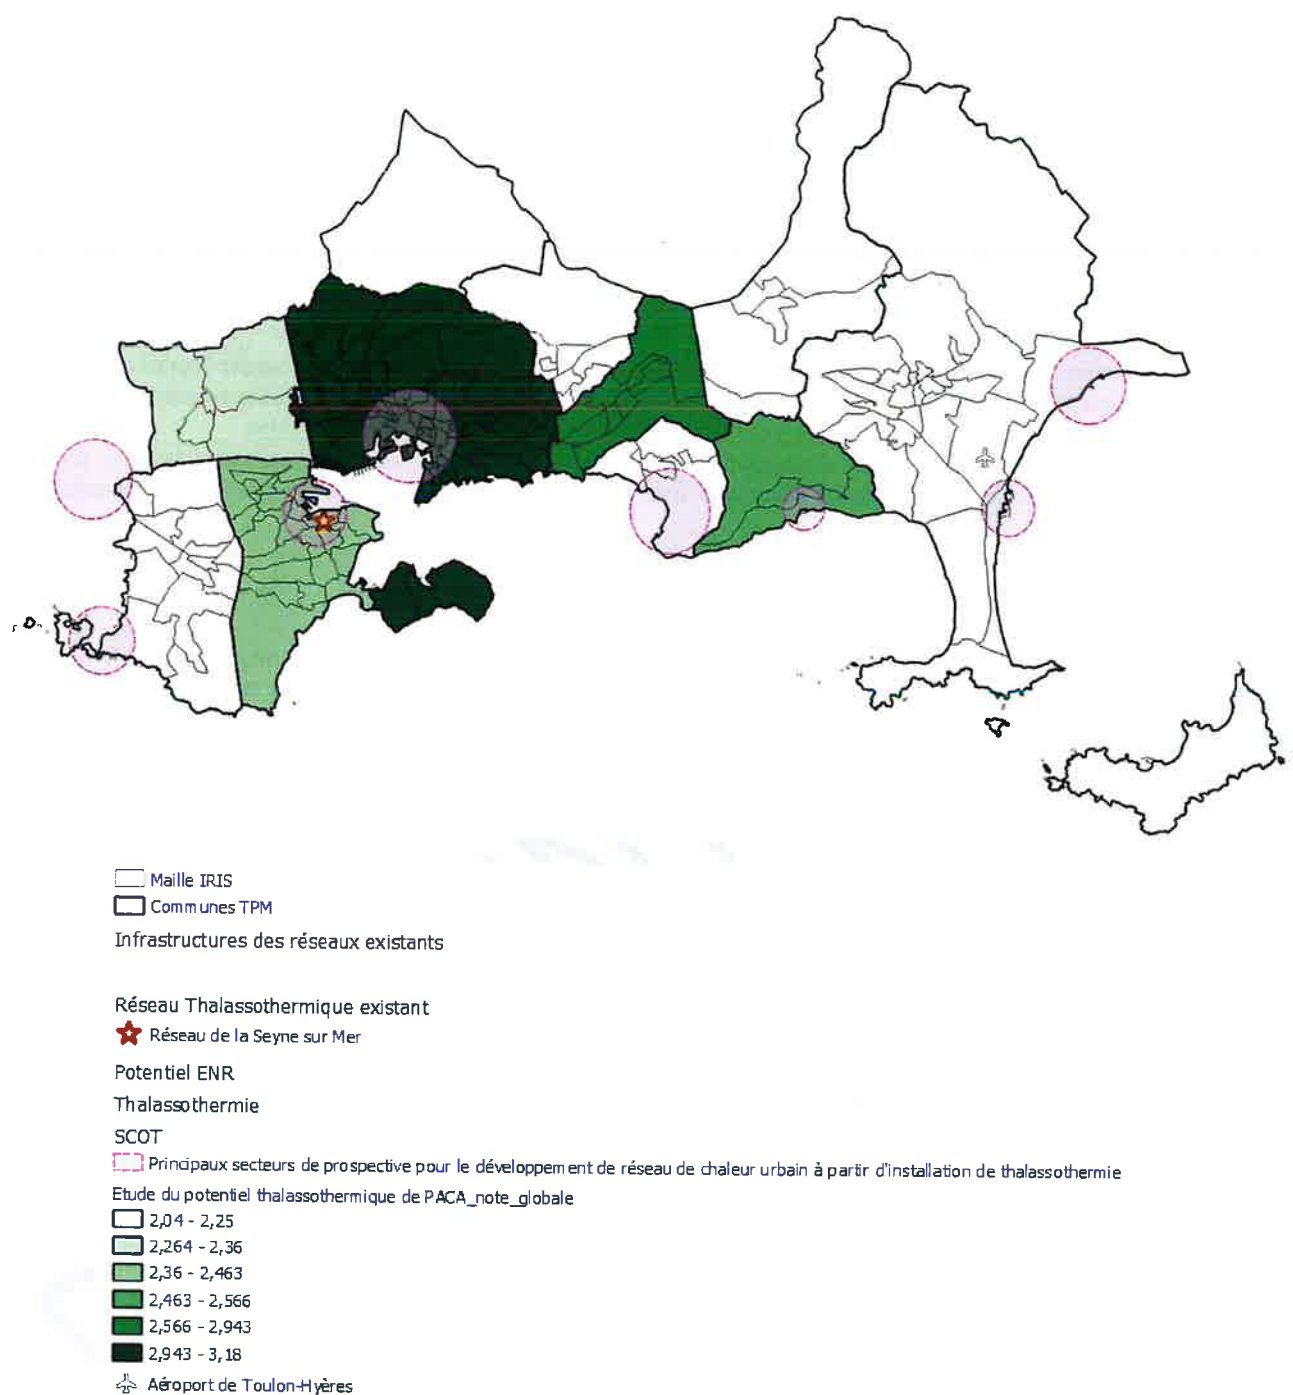 Maille IRIS
Communes TPM
Infrastructures des réseaux existants
Réseau Thalassothermique existant
Réseau de la Seyne sur Mer
Potentiel ENR
Thalassothermie
SCOT
Principaux secteurs de prospective pour le développement de réseau de chaleur urbain à partir d'installation de thalassothermie
Etude du potentiel thalassothermique de PACA_note_globale
2,04 - 2,25
2,264 - 2,36
2,36 - 2,463
2,463 - 2,566
2,566 - 2,943
2,943 - 3,18
Aéroport de Toulon-Hyères